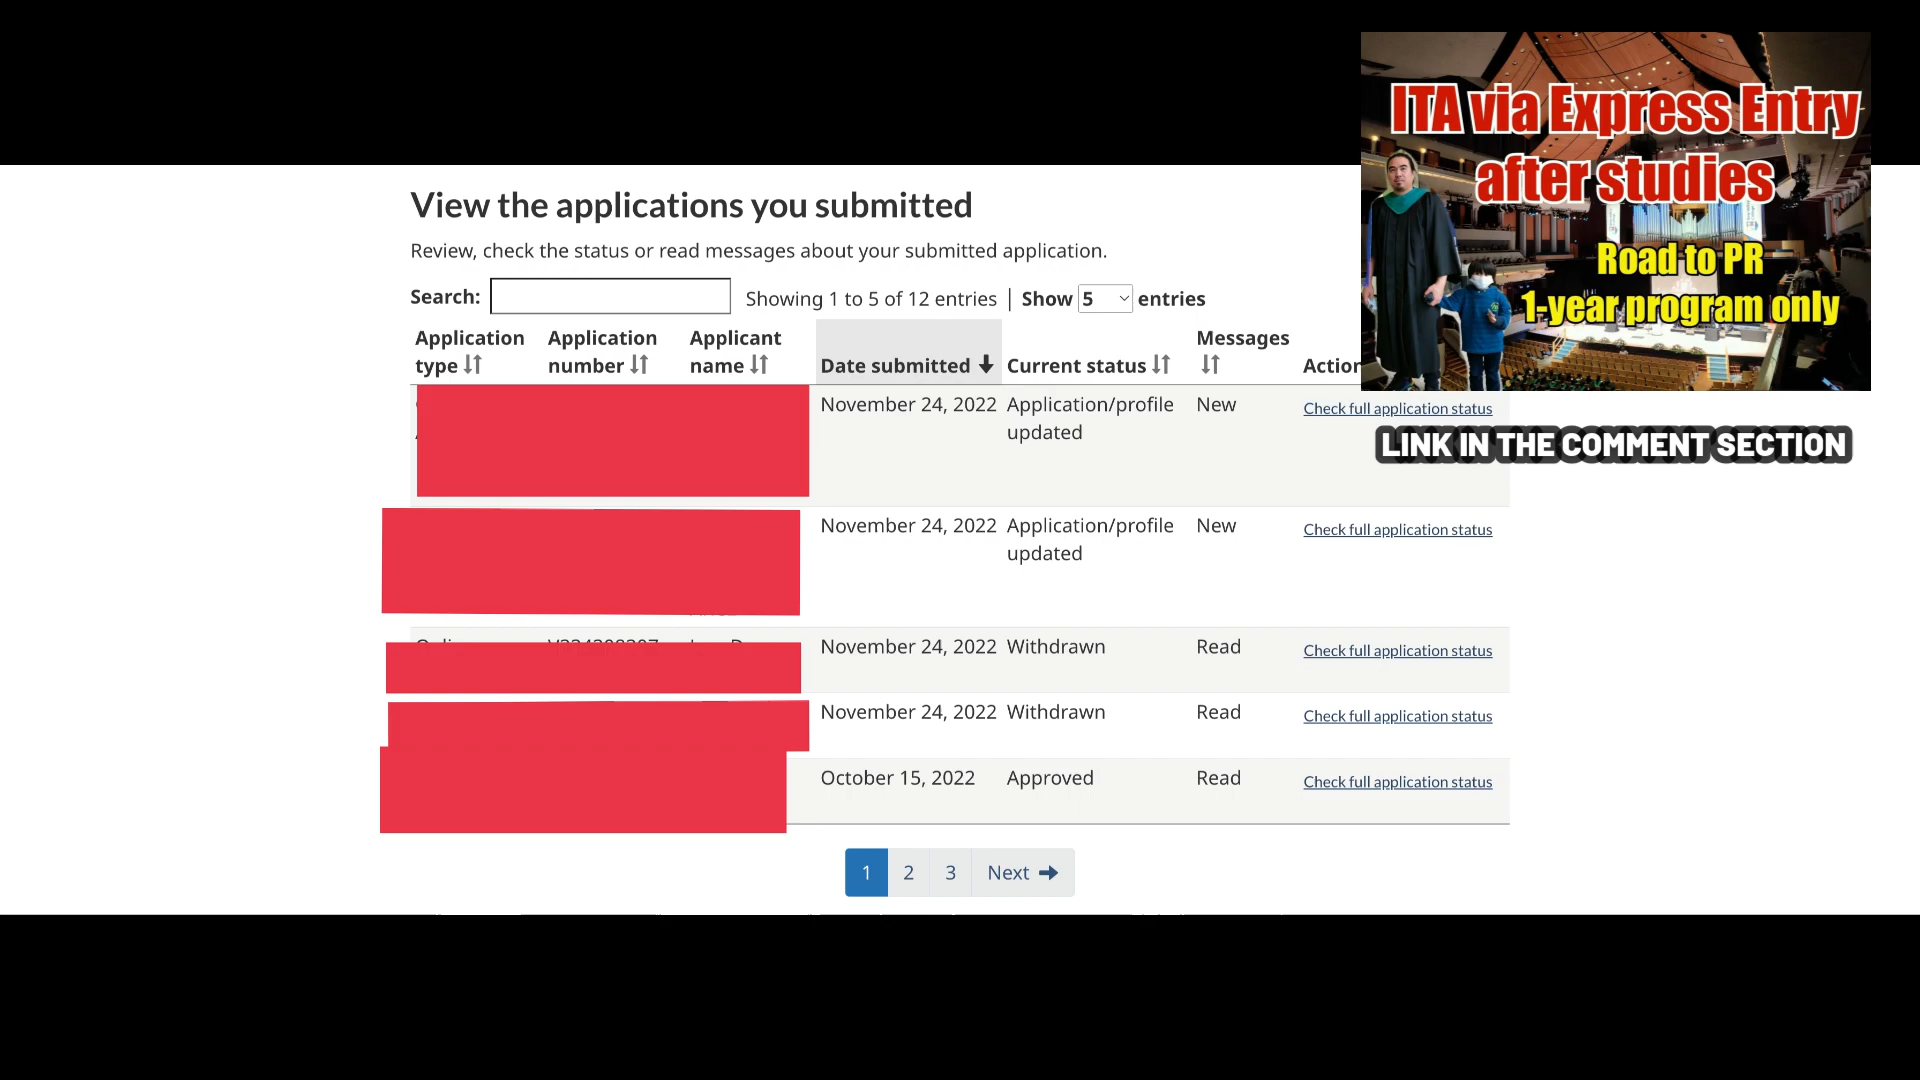 ITA via Express Entry
after studies
Road to PR
1-year program only
LINK IN THE COMMENT SECTION
View the applications you submitted
Review, check the status or read messages about your submitted application.
Search: Showing 1 to 5 of 12 entries | Show 5 entries
Application type Application number Applicant name Date submitted Current status Messages
November 24, 2022 Application/profile updated New Check full application status
November 24, 2022 Application/profile updated New Check full application status
November 24, 2022 Withdrawn Read Check full application status
November 24, 2022 Withdrawn Read Check full application status
October 15, 2022 Approved Read Check full application status
1 2 3 Next